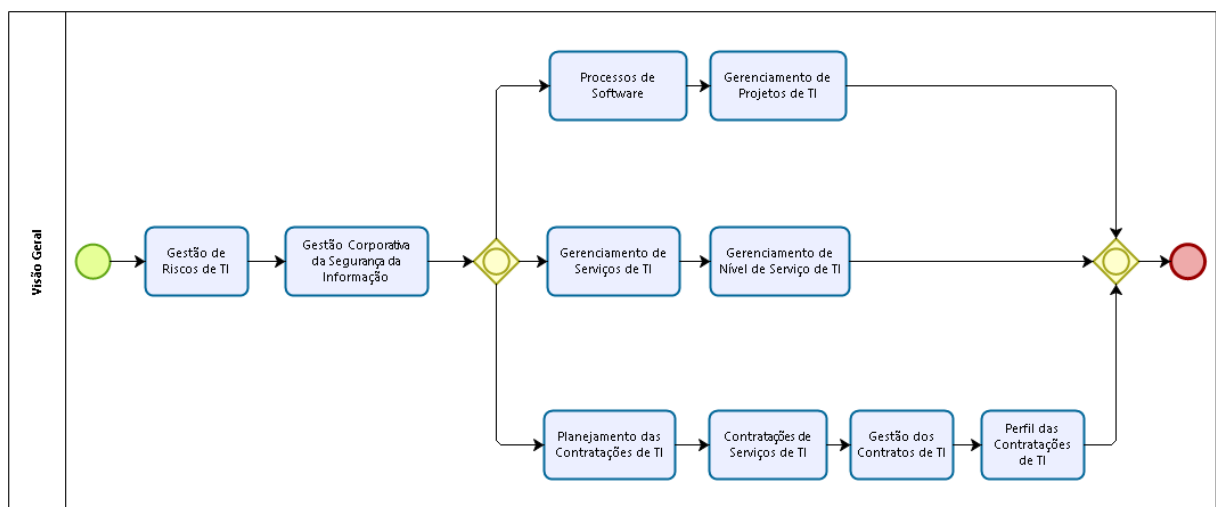 Visão Geral
Processos de
Software
Gerenciamento de
Projetos de TI
Gestão de
Riscos de TI
Gestão Corporativa
da Segurança da
Informação
Gerenciamento de
Serviços de TI
Gerenciamento de
Nível de Serviço de TI
Planejamento das
Contratações de TI
Contratações de
Serviços de TI
Gestão dos
Contratos de TI
Perfil das
Contratações
de TI